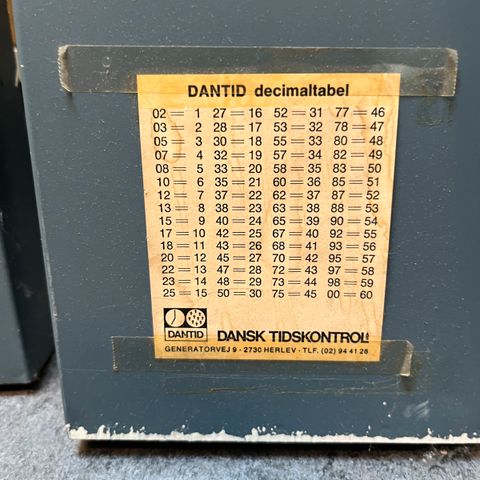 DANTID decimaltabel
02 = 1 27 = 16 52 = 31 77 = 46
03 = 2 28 = 17 53 = 32 78 = 47
05 = 3 30 = 18 55 = 33 80 = 48
07 = 4 32 = 19 57 = 34 82 = 49
08 = 5 33 = 20 58 = 35 83 = 50
10 = 6 35 = 21 60 = 36 85 = 51
12 = 7 37 = 22 62 = 37 87 = 52
13 = 8 38 = 23 63 = 38 88 = 53
15 = 9 40 = 24 65 = 39 90 = 54
17 = 10 42 = 25 67 = 40 92 = 55
18 = 11 43 = 26 68 = 41 93 = 56
20 = 12 45 = 27 70 = 42 95 = 57
22 = 13 47 = 28 72 = 43 97 = 58
23 = 14 48 = 29 73 = 44 98 = 59
25 = 15 50 = 30 75 = 45 00 = 60
DANTID
DANSK TIDSKONTROL A/S
GENERATORVEJ 9 - 2730 HERLEV - TLF. (02) 94 41 28